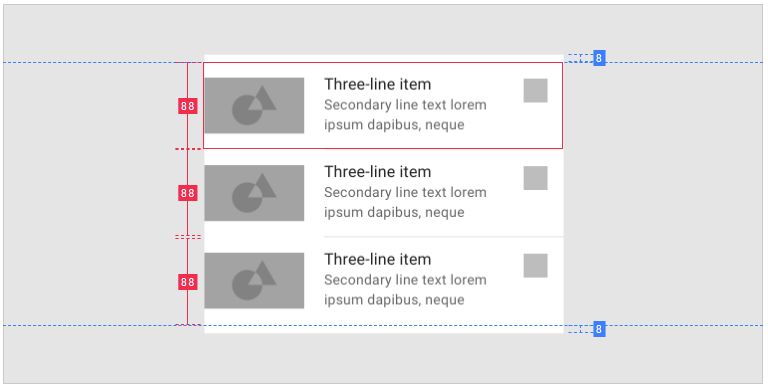 8
88
Three-line item
Secondary line text lorem
ipsum dapibus, neque
88
Three-line item
Secondary line text lorem
ipsum dapibus, neque
88
Three-line item
Secondary line text lorem
ipsum dapibus, neque
8